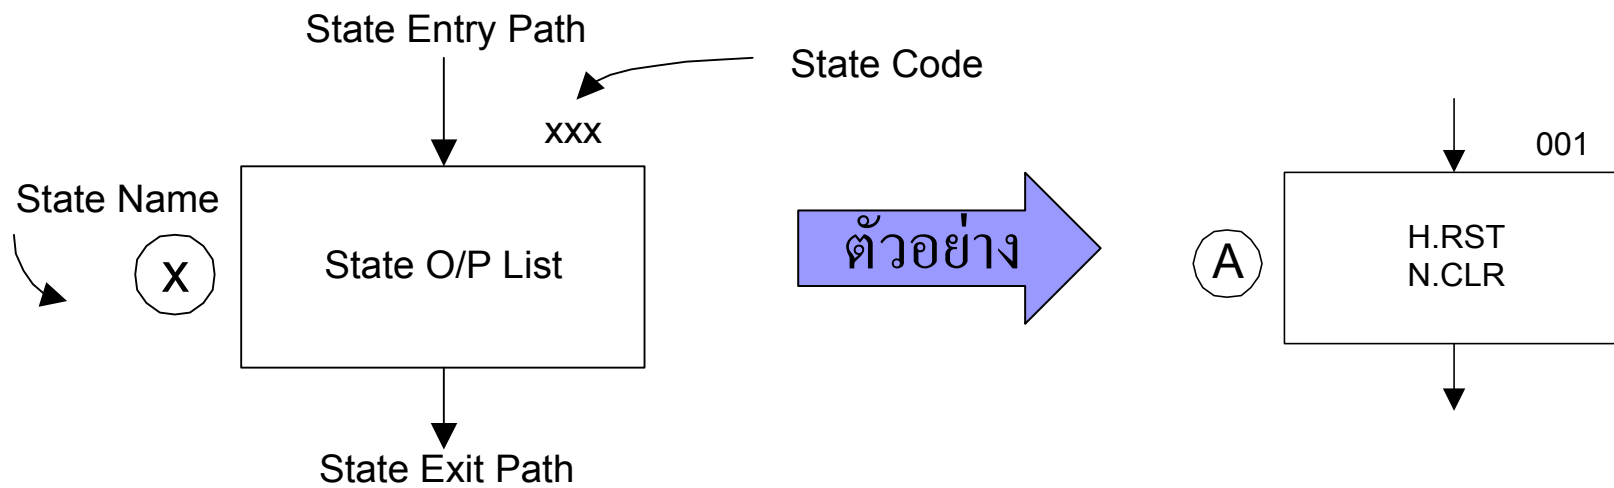 State Entry Path
State Code
xxx
State Name
x
State O/P List
State Exit Path
ตัวอย่าง
001
A
H.RST
N.CLR